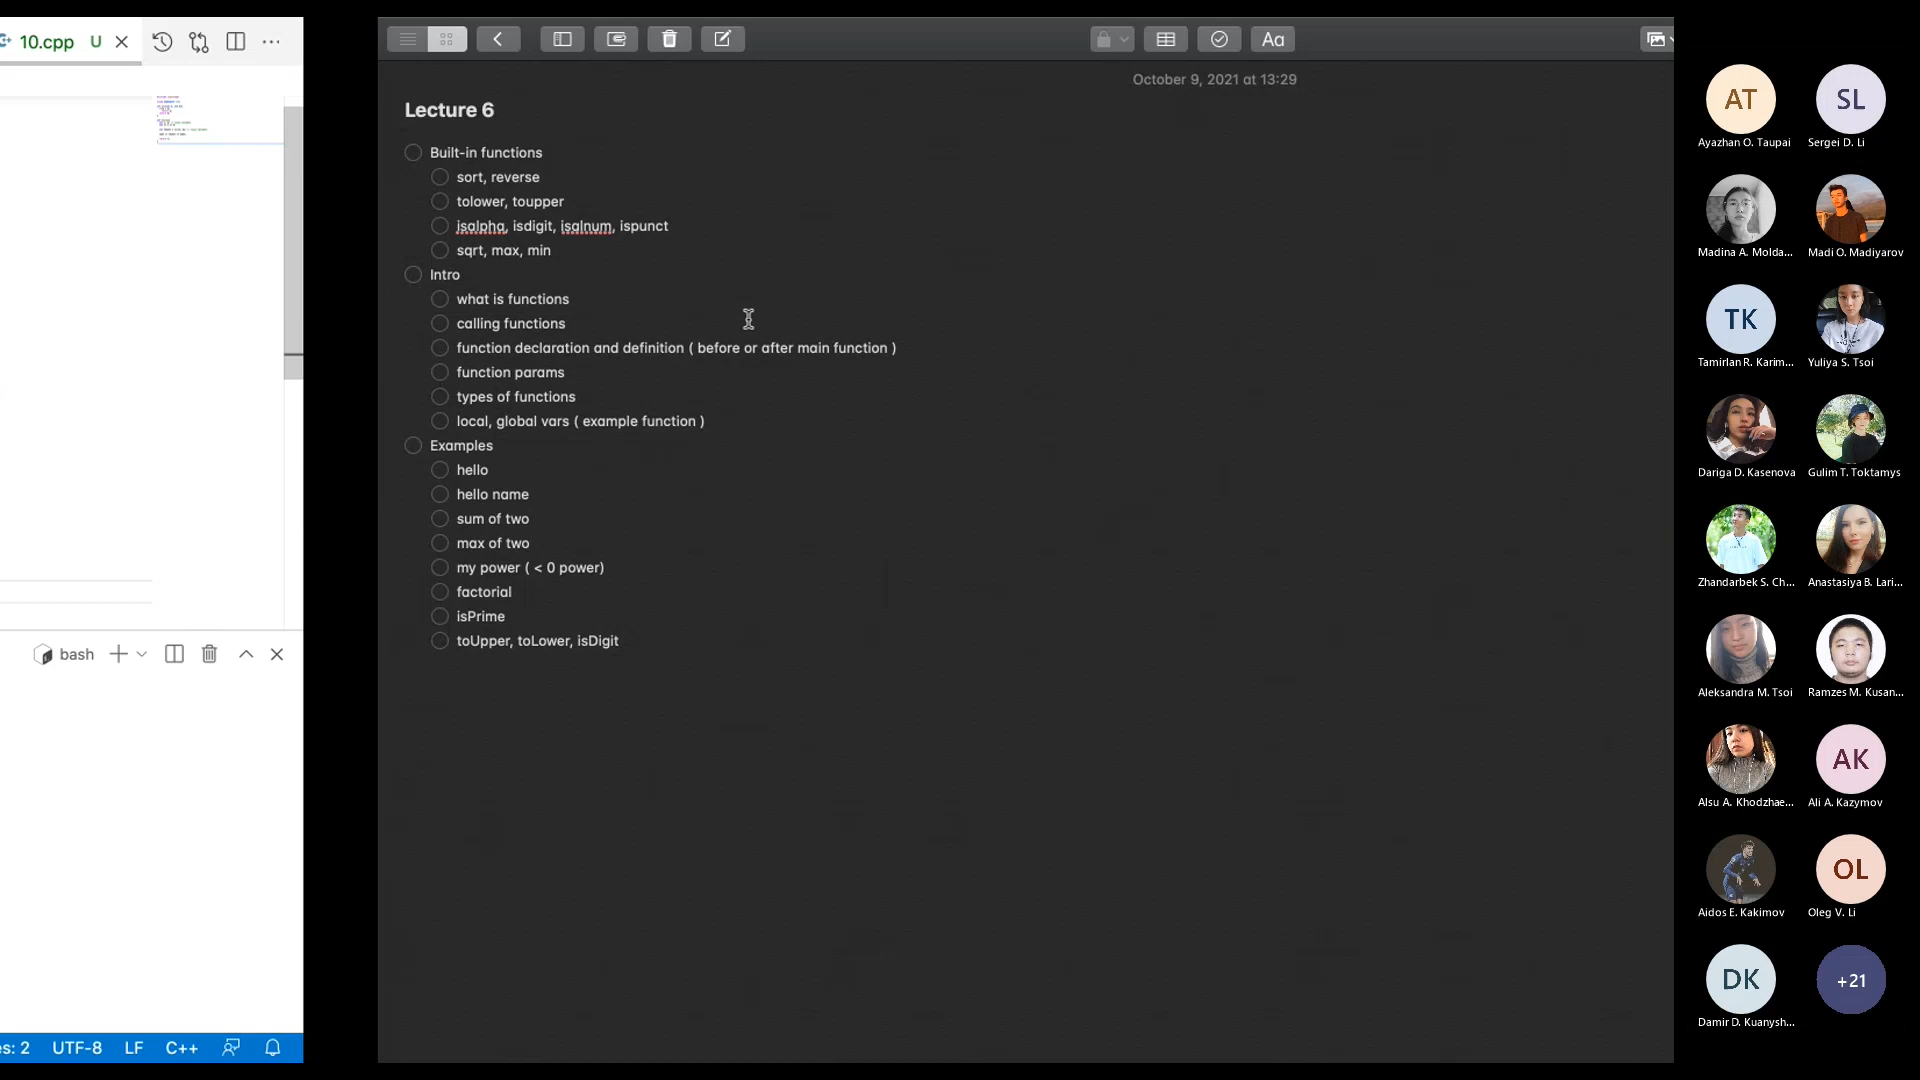 10.cpp U
October 9, 2021 at 13:29
Lecture 6
Built-in functions
sort, reverse
tolower, toupper
isalpha, isdigit, isalnum, ispunct
sqrt, max, min
Intro
what is functions
calling functions
function declaration and definition ( before or after main function )
function params
types of functions
local, global vars ( example function )
Examples
hello
hello name
sum of two
max of two
my power ( < 0 power)
factorial
isPrime
toUpper, toLower, isDigit
bash
es: 2 UTF-8 LF C++
Aa
AT SL
Ayazhan O. Taupai Sergei D. Li
Madina A. Molda... Madi O. Madiyarov
TK
Tamirlan R. Karim... Yuliya S. Tsoi
Dariga D. Kasenova Gulim T. Toktamys
Zhandarbek S. Ch... Anastasiya B. Lari...
Aleksandra M. Tsoi Ramzes M. Kusan...
AK
Alsu A. Khodzhae... Ali A. Kazymov
OL
Aidos E. Kakimov Oleg V. Li
DK +21
Damir D. Kuanysh...